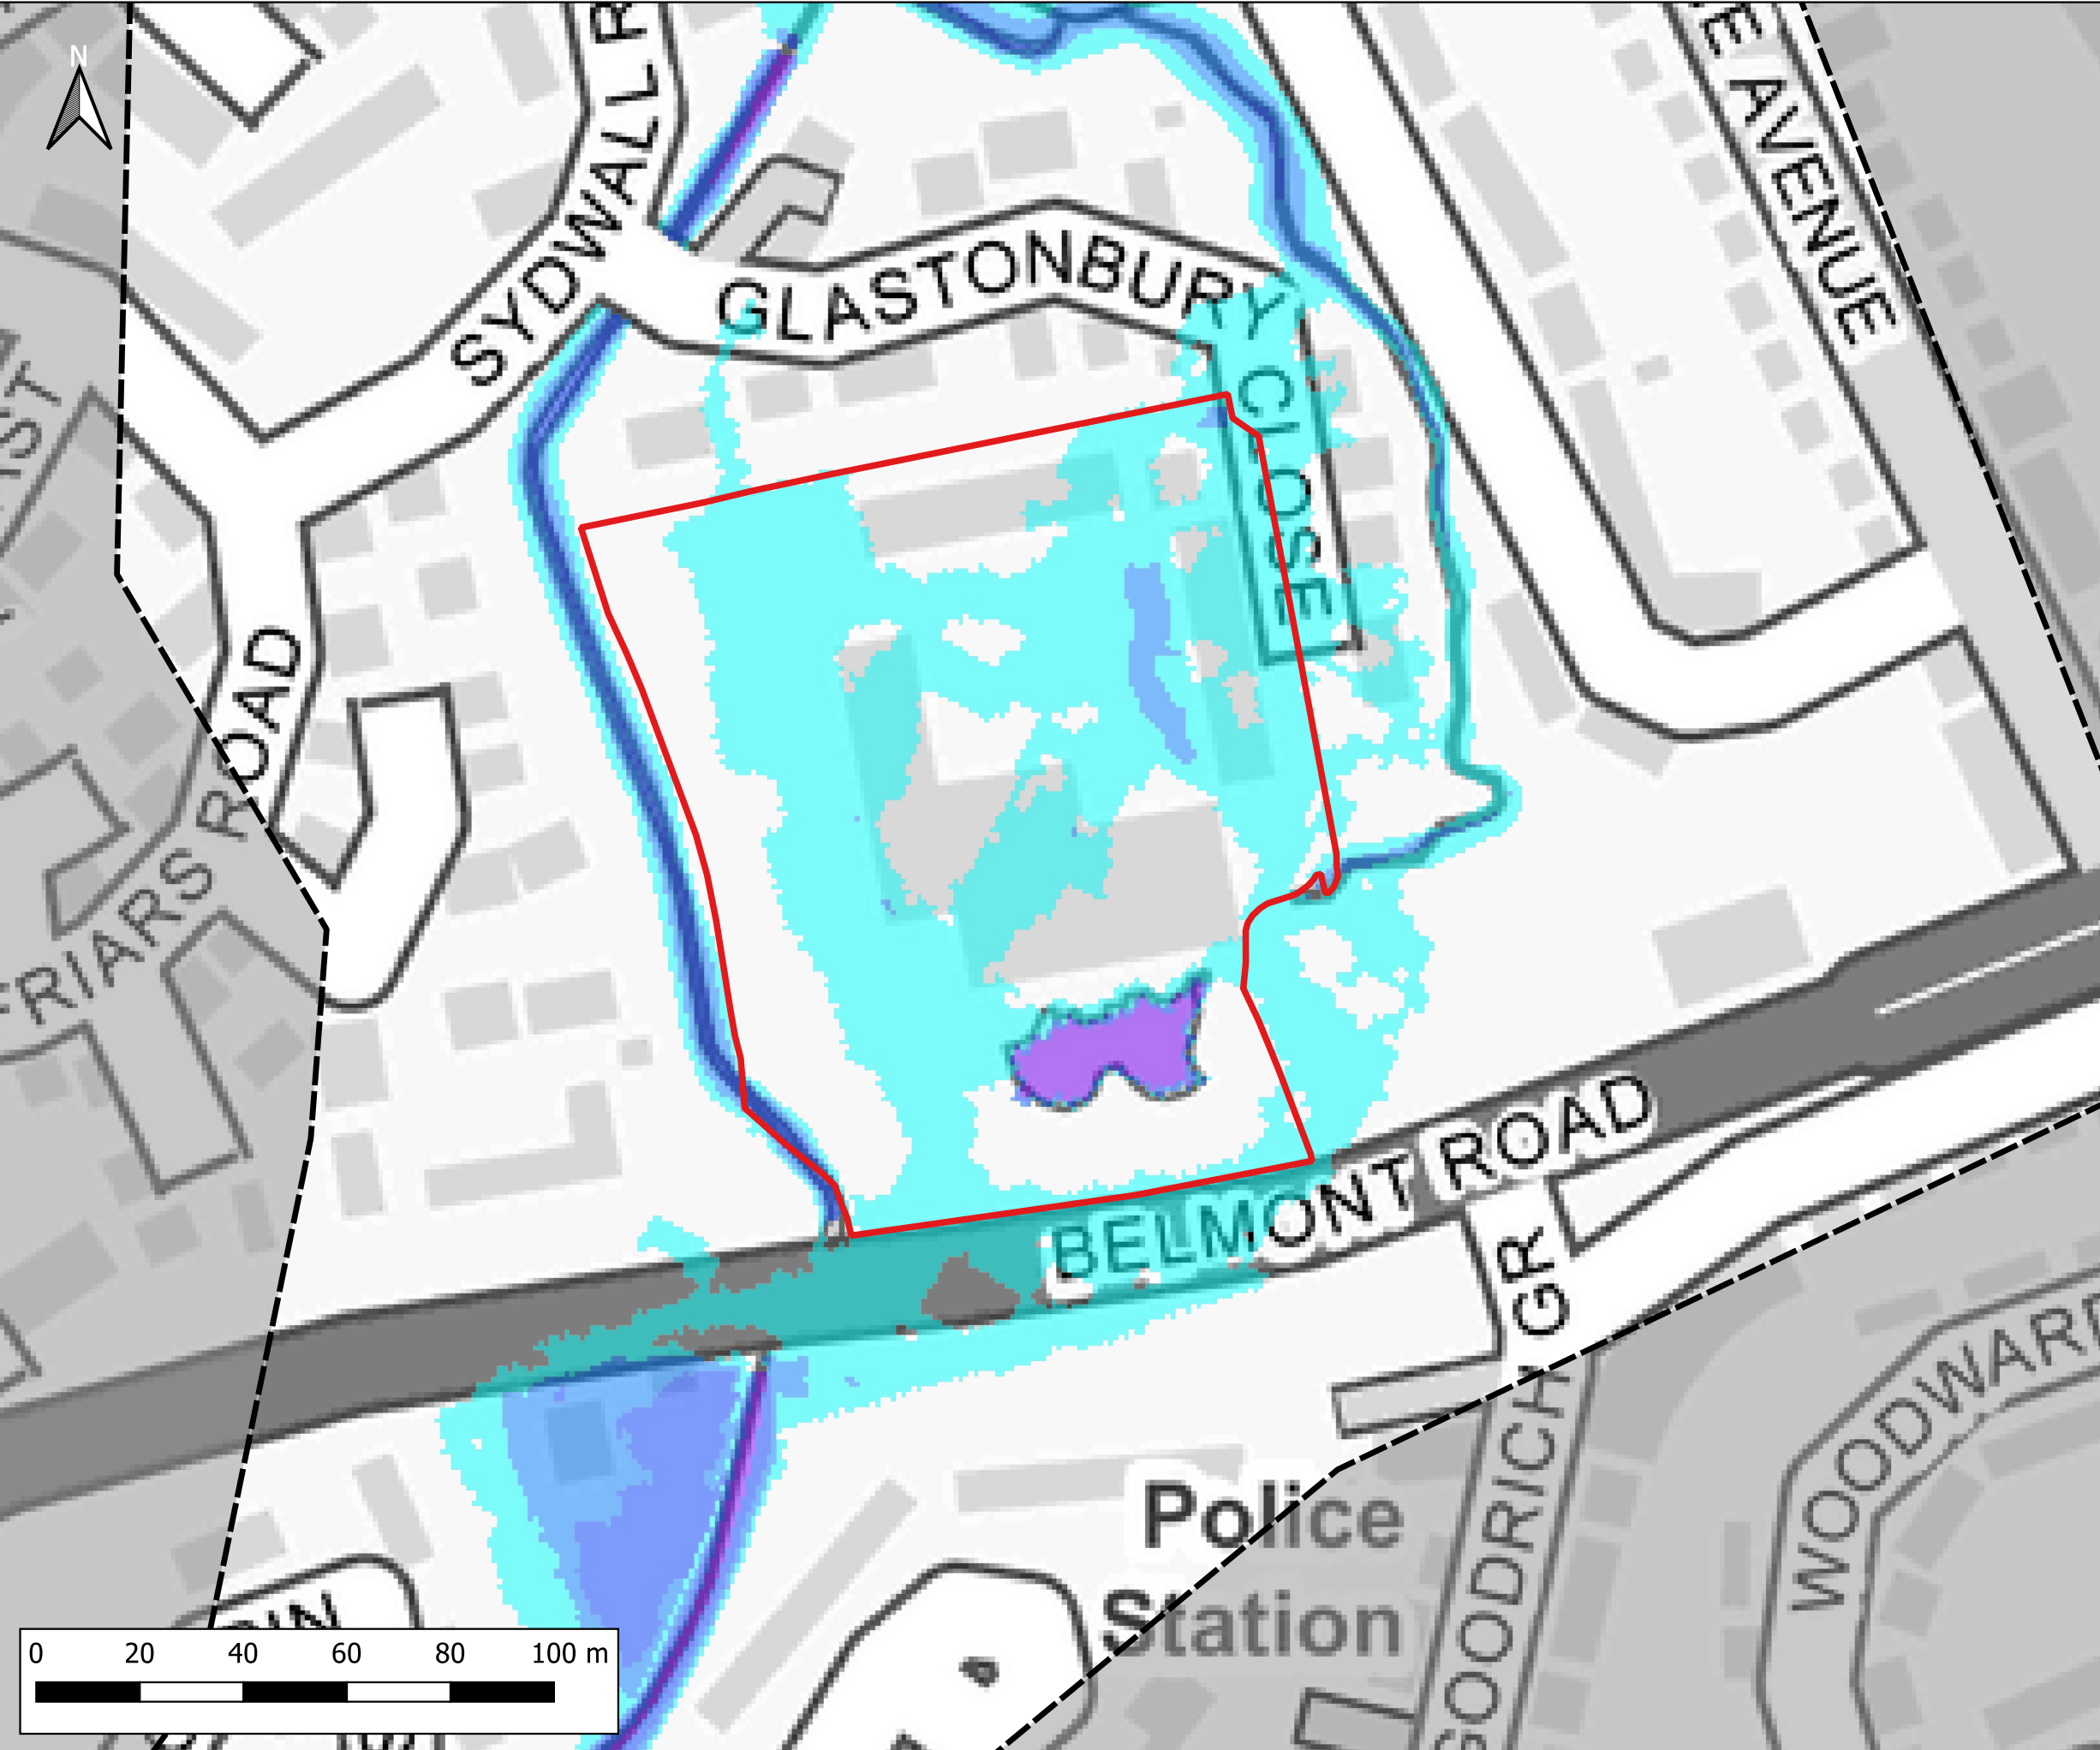 N
SYDWALL R
GLASTONBURY CLOSE
E AVENUE
FRIARS ROAD
BELMONT ROAD
GR
GOODRICH
WOODWARD
Police
Station
0 20 40 60 80 100 m